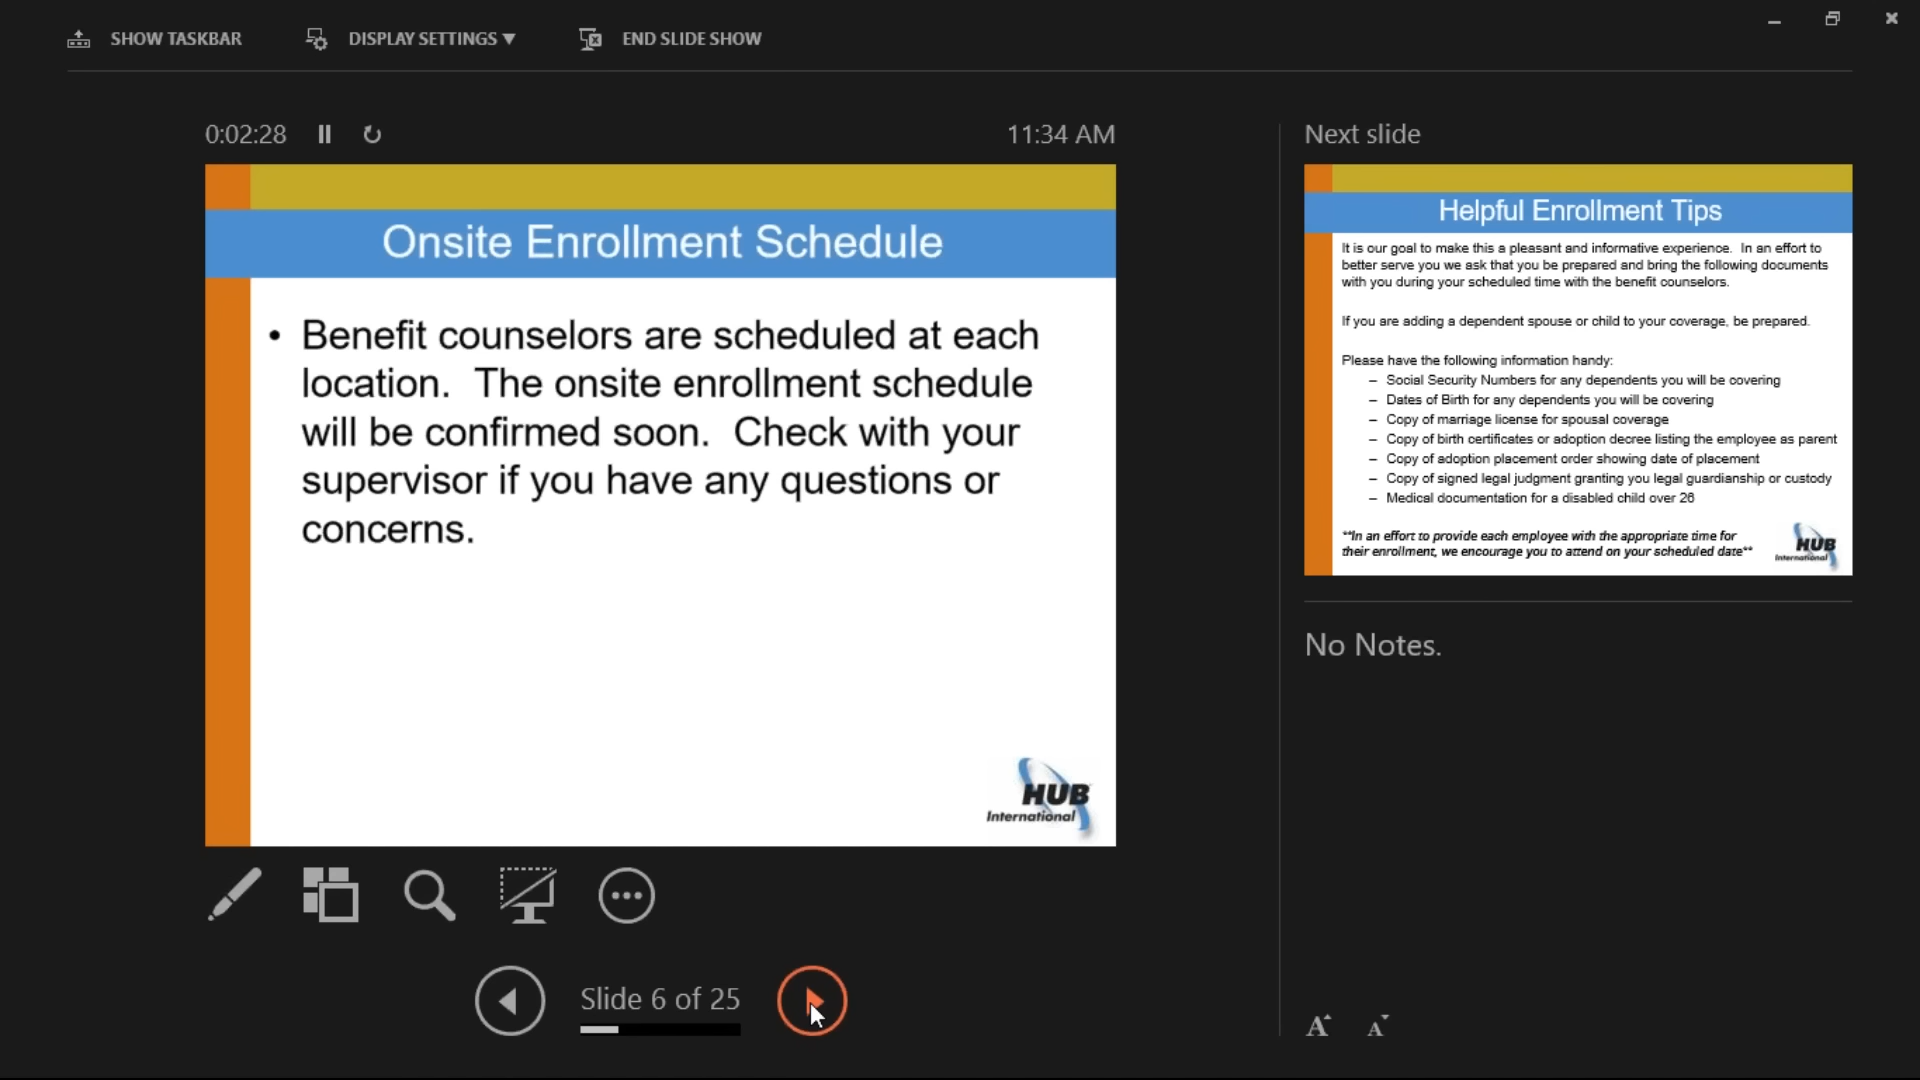 SHOW TASKBAR
DISPLAY SETTINGS ▼
END SLIDE SHOW
0:02:28
11:34 AM
Onsite Enrollment Schedule
• Benefit counselors are scheduled at each
location.  The onsite enrollment schedule
will be confirmed soon.  Check with your
supervisor if you have any questions or
concerns.
HUB
International
Slide 6 of 25
Next slide
Helpful Enrollment Tips
It is our goal to make this a pleasant and informative experience.  In an effort to
better serve you we ask that you be prepared and bring the following documents
with you during your scheduled time with the benefit counselors.
If you are adding a dependent spouse or child to your coverage, be prepared.
Please have the following information handy:
– Social Security Numbers for any dependents you will be covering
– Dates of Birth for any dependents you will be covering
– Copy of marriage license for spousal coverage
– Copy of birth certificates or adoption decree listing the employee as parent
– Copy of adoption placement order showing date of placement
– Copy of signed legal judgment granting you legal guardianship or custody
– Medical documentation for a disabled child over 26
**In an effort to provide each employee with the appropriate time for
their enrollment, we encourage you to attend on your scheduled date**
HUB
International
No Notes.
A A